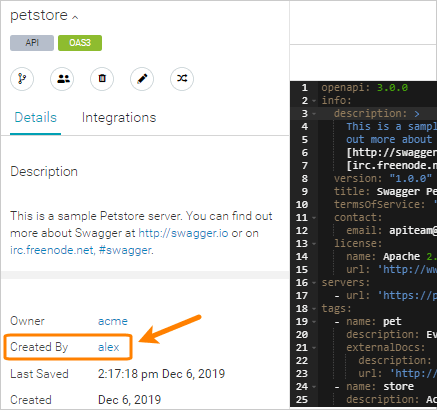 petstore
API OAS3
Details Integrations
Description
This is a sample Petstore server. You can find out
more about Swagger at http://swagger.io or on
irc.freenode.net, #swagger.
Owner acme
Created By alex
Last Saved 2:17:18 pm Dec 6, 2019
Created Dec 6, 2019
1 openapi: 3.0.0
2 info:
3 description: >
4 This is a samp
5 out more about
6 [http://swagger
7 [irc.freenode.ne
8 version: "1.0.0"
9 title: Swagger Pe
10 termsOfService: '
11 contact:
12 email: apiteam@
13 license:
14 name: Apache 2.
15 url: 'http://ww
16 servers:
17 - url: 'https://p
18 tags:
19 - name: pet
20 description: Ev
21 externalDocs:
22 description:
23 url: 'http://
24 - name: store
25 description: Ac